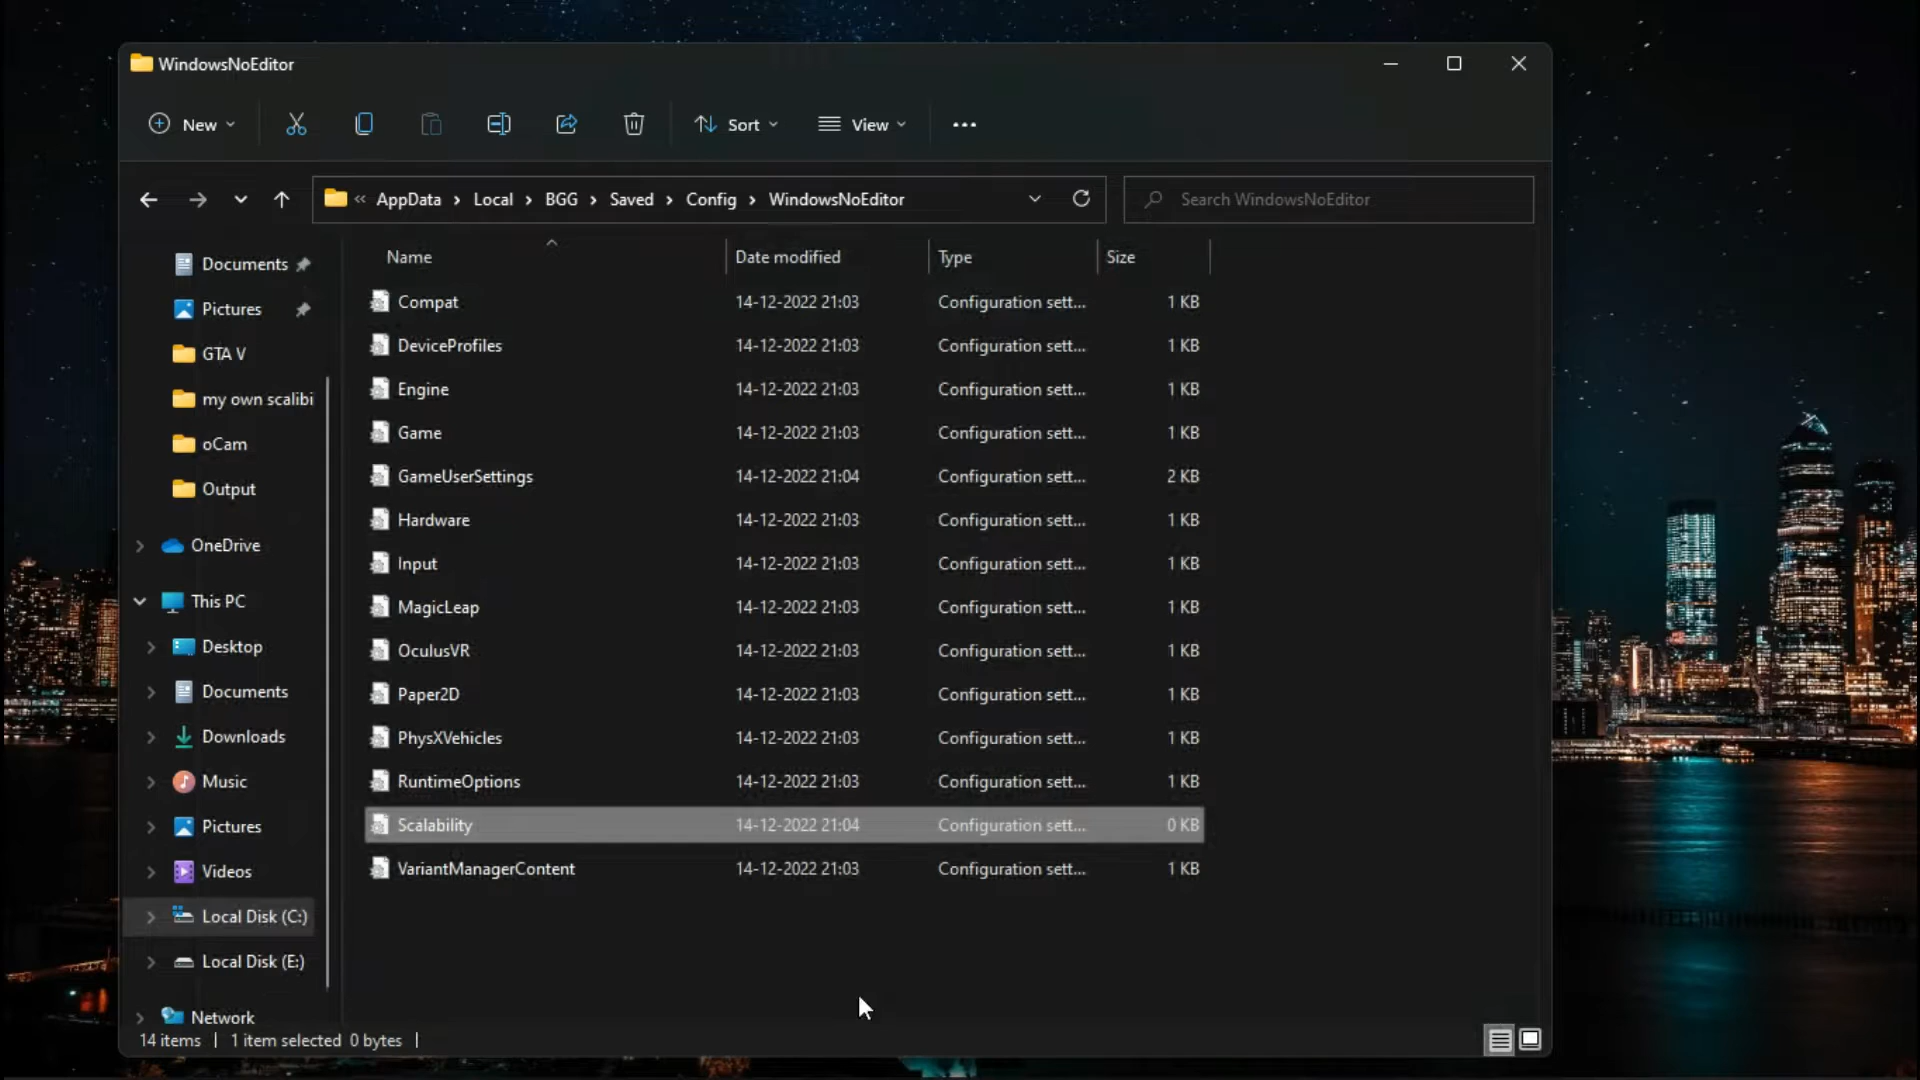 WindowsNoEditor
New
Sort
View
AppData
Local
BGG
Saved
Config
WindowsNoEditor
Search WindowsNoEditor
Documents
Pictures
GTA V
my own scalibi
oCam
Output
OneDrive
This PC
Desktop
Documents
Downloads
Music
Pictures
Videos
Local Disk (C:)
Local Disk (E:)
Network
Name Date modified Type Size
Compat 14-12-2022 21:03 Configuration sett... 1 KB
DeviceProfiles 14-12-2022 21:03 Configuration sett... 1 KB
Engine 14-12-2022 21:03 Configuration sett... 1 KB
Game 14-12-2022 21:03 Configuration sett... 1 KB
GameUserSettings 14-12-2022 21:04 Configuration sett... 2 KB
Hardware 14-12-2022 21:03 Configuration sett... 1 KB
Input 14-12-2022 21:03 Configuration sett... 1 KB
MagicLeap 14-12-2022 21:03 Configuration sett... 1 KB
OculusVR 14-12-2022 21:03 Configuration sett... 1 KB
Paper2D 14-12-2022 21:03 Configuration sett... 1 KB
PhysXVehicles 14-12-2022 21:03 Configuration sett... 1 KB
RuntimeOptions 14-12-2022 21:03 Configuration sett... 1 KB
Scalability 14-12-2022 21:04 Configuration sett... 0 KB
VariantManagerContent 14-12-2022 21:03 Configuration sett... 1 KB
14 items | 1 item selected 0 bytes |